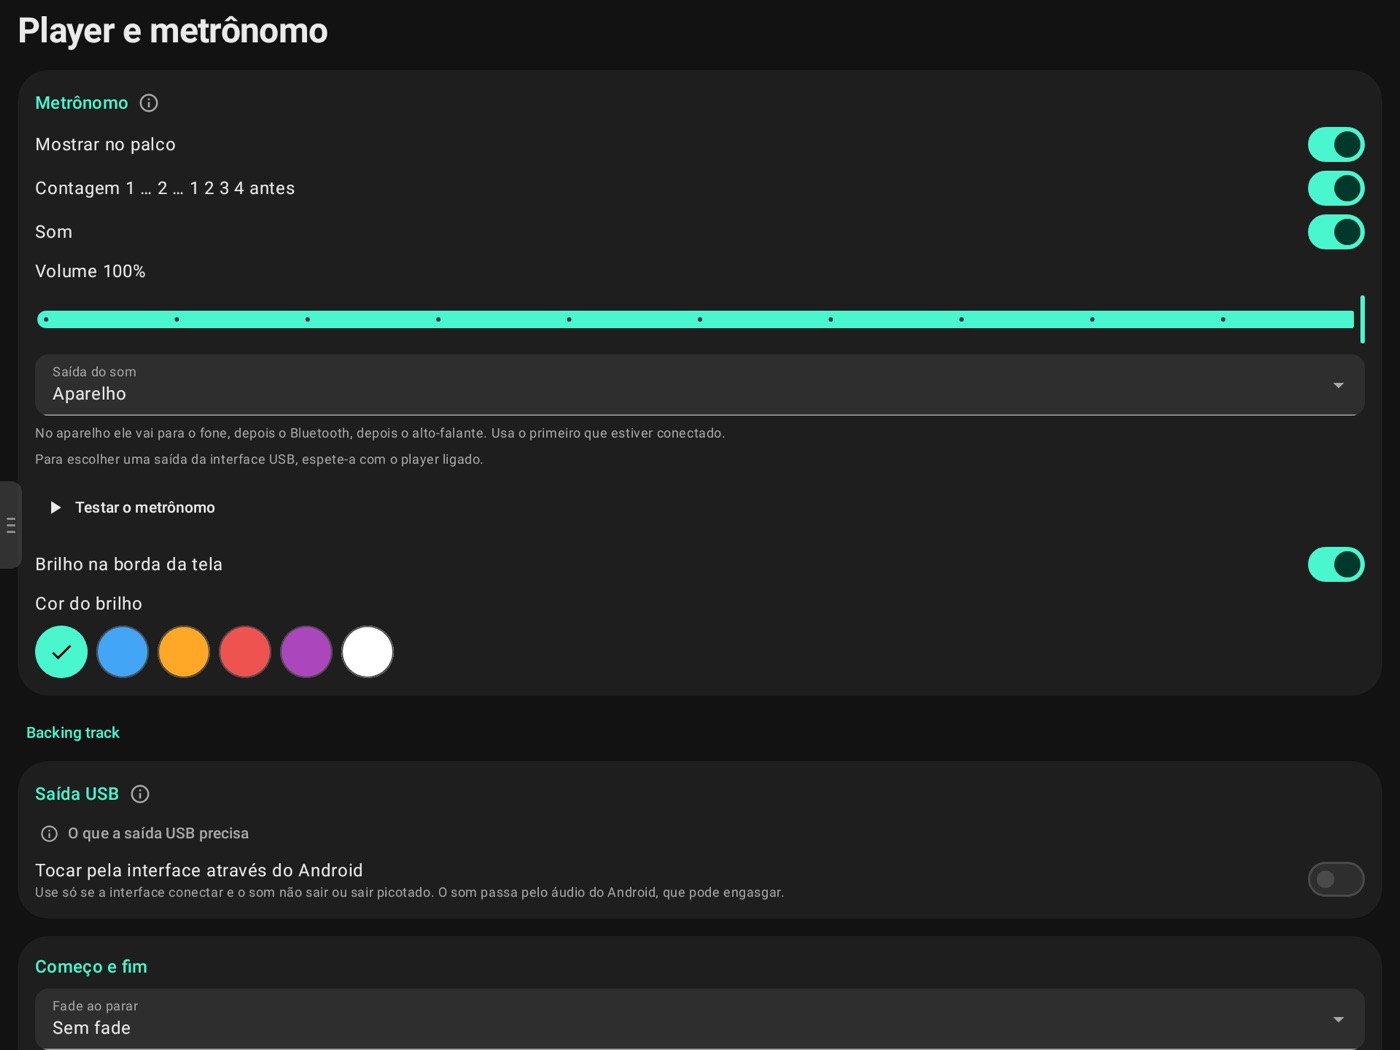 Player e metrônomo
Metrônomo
Mostrar no palco
Contagem 1 ... 2 ... 1 2 3 4 antes
Som
Volume 100%
Saída do som
Aparelho
No aparelho ele vai para o fone, depois o Bluetooth, depois o alto-falante. Usa o primeiro que estiver conectado.
Para escolher uma saída da interface USB, espete-a com o player ligado.
Testar o metrônomo
Brilho na borda da tela
Cor do brilho
Backing track
Saída USB
O que a saída USB precisa
Tocar pela interface através do Android
Use só se a interface conectar e o som não sair ou sair picotado. O som passa pelo áudio do Android, que pode engasgar.
Começo e fim
Fade ao parar
Sem fade